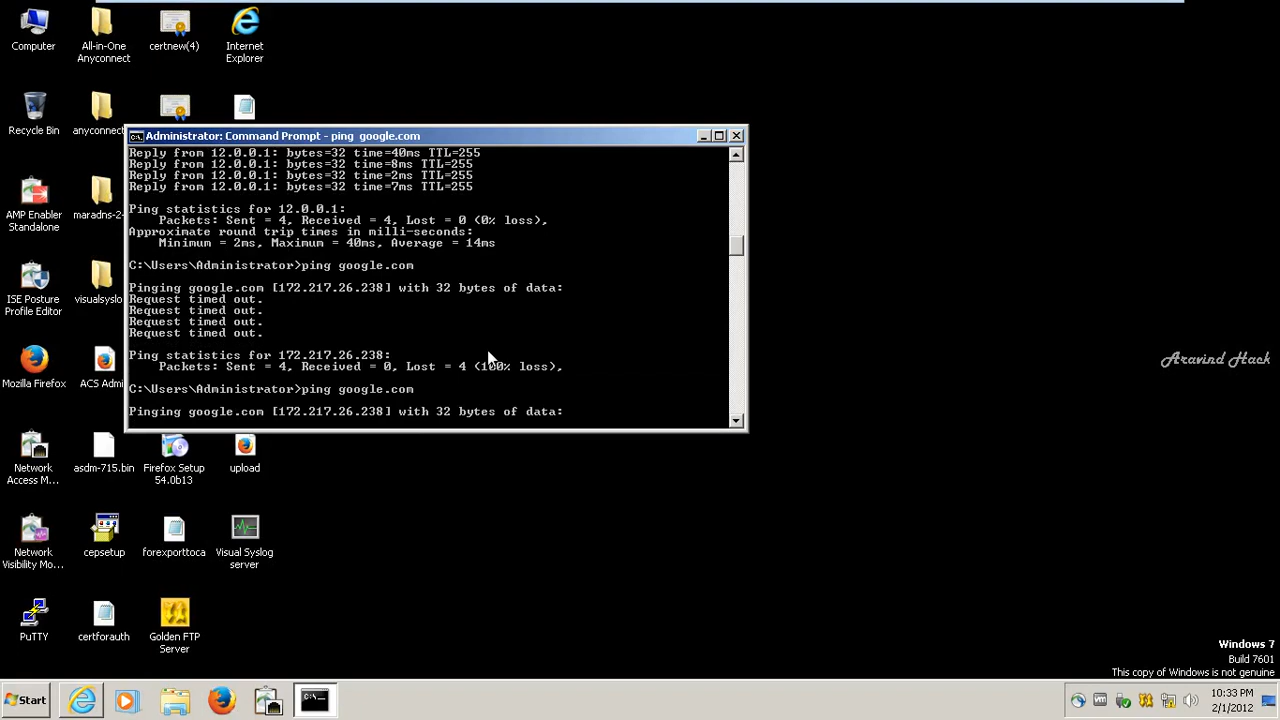 Computer
All-in-One
Anyconnect
certnew(4)
Internet
Explorer
Recycle Bin
anyconnect
Administrator: Command Prompt - ping  google.com
Reply from 12.0.0.1: bytes=32 time=40ms TTL=255
Reply from 12.0.0.1: bytes=32 time=8ms TTL=255
Reply from 12.0.0.1: bytes=32 time=2ms TTL=255
Reply from 12.0.0.1: bytes=32 time=7ms TTL=255
Ping statistics for 12.0.0.1:
Packets: Sent = 4, Received = 4, Lost = 0 (0% loss),
Approximate round trip times in milli-seconds:
Minimum = 2ms, Maximum = 40ms, Average = 14ms
C:\Users\Administrator>ping google.com
Pinging google.com [172.217.26.238] with 32 bytes of data:
Request timed out.
Request timed out.
Request timed out.
Request timed out.
Ping statistics for 172.217.26.238:
Packets: Sent = 4, Received = 0, Lost = 4 (100% loss),
C:\Users\Administrator>ping google.com
Pinging google.com [172.217.26.238] with 32 bytes of data:
AMP Enabler
Standalone
maradns-2-
ISE Posture
Profile Editor
visualsyslo
Mozilla Firefox
ACS Admi
Aravind Hack
Network
Access M...
asdm-715.bin
Firefox Setup
54.0b13
upload
Network
Visibility Mo...
cepsetup
forexporttoca
Visual Syslog
server
PuTTY
certforauth
Golden FTP
Server
Windows 7
Build 7601
This copy of Windows is not genuine
Start
10:33 PM
2/1/2012